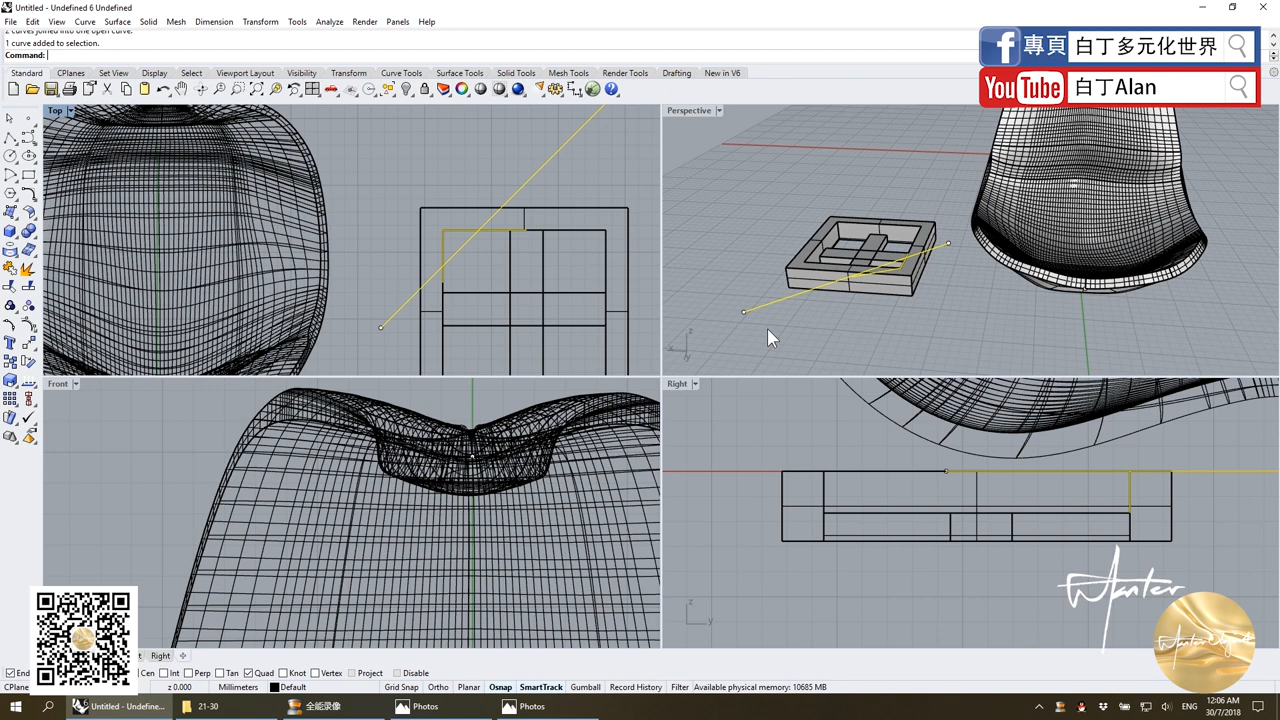 Untitled - Undefined 6 Undefined
File Edit View Curve Surface Solid Mesh Dimension Transform Tools Analyze Render Panels Help
2 curves joined into one open curve.
1 curve added to selection.
Command:
專頁 白丁多元化世界
Standard CPlanes Set View Display Select Viewport Layout Visibility Transform Curve Tools Surface Tools Solid Tools Mesh Tools Render Tools Drafting New in V6
YouTube 白丁Alan
Top
Perspective
z
x
y
Front
Right
z
y
Right
End Cen Int Perp Tan Quad Knot Vertex Project Disable
CPlane z 0.000 Millimeters Default Grid Snap Ortho Planar Osnap SmartTrack Gumball Record History Filter Available physical memory: 10685 MB
Untitled - Undefine... 21-30 全能录像 Photos Photos
12:06 AM
30/7/2018